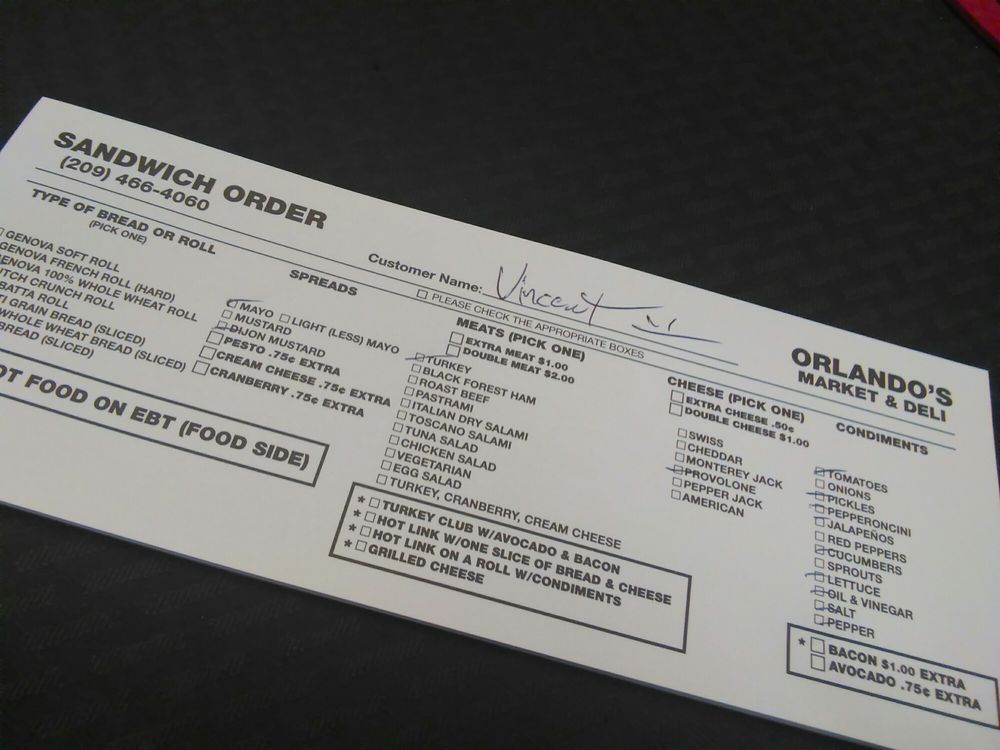 SANDWICH ORDER
(209) 466-4060
Customer Name: Vincent
PLEASE CHECK THE APPROPRIATE BOXES
ORLANDO'S
MARKET & DELI
TYPE OF BREAD OR ROLL
(PICK ONE)
GENOVA SOFT ROLL
GENOVA FRENCH ROLL (HARD)
ENOVA 100% WHOLE WHEAT ROLL
TCH CRUNCH ROLL
BATTA ROLL
TI GRAIN BREAD (SLICED)
WHOLE WHEAT BREAD (SLICED)
BREAD (SLICED)
OT FOOD ON EBT (FOOD SIDE)
SPREADS
MAYO LIGHT (LESS) MAYO
MUSTARD
DIJON MUSTARD
PESTO .75¢ EXTRA
CREAM CHEESE .75¢ EXTRA
CRANBERRY .75¢ EXTRA
MEATS (PICK ONE)
EXTRA MEAT $1.00
DOUBLE MEAT $2.00
TURKEY
BLACK FOREST HAM
ROAST BEEF
PASTRAMI
ITALIAN DRY SALAMI
TOSCANO SALAMI
TUNA SALAD
CHICKEN SALAD
VEGETARIAN
EGG SALAD
TURKEY, CRANBERRY, CREAM CHEESE
* TURKEY CLUB W/AVOCADO & BACON
* HOT LINK W/ONE SLICE OF BREAD & CHEESE
* HOT LINK ON A ROLL W/CONDIMENTS
* GRILLED CHEESE
CHEESE (PICK ONE)
EXTRA CHEESE .50¢
DOUBLE CHEESE $1.00
SWISS
CHEDDAR
MONTEREY JACK
PROVOLONE
PEPPER JACK
AMERICAN
CONDIMENTS
TOMATOES
ONIONS
PICKLES
PEPPERONCINI
JALAPEÑOS
RED PEPPERS
CUCUMBERS
SPROUTS
LETTUCE
OIL & VINEGAR
SALT
PEPPER
* BACON $1.00 EXTRA
AVOCADO .75¢ EXTRA